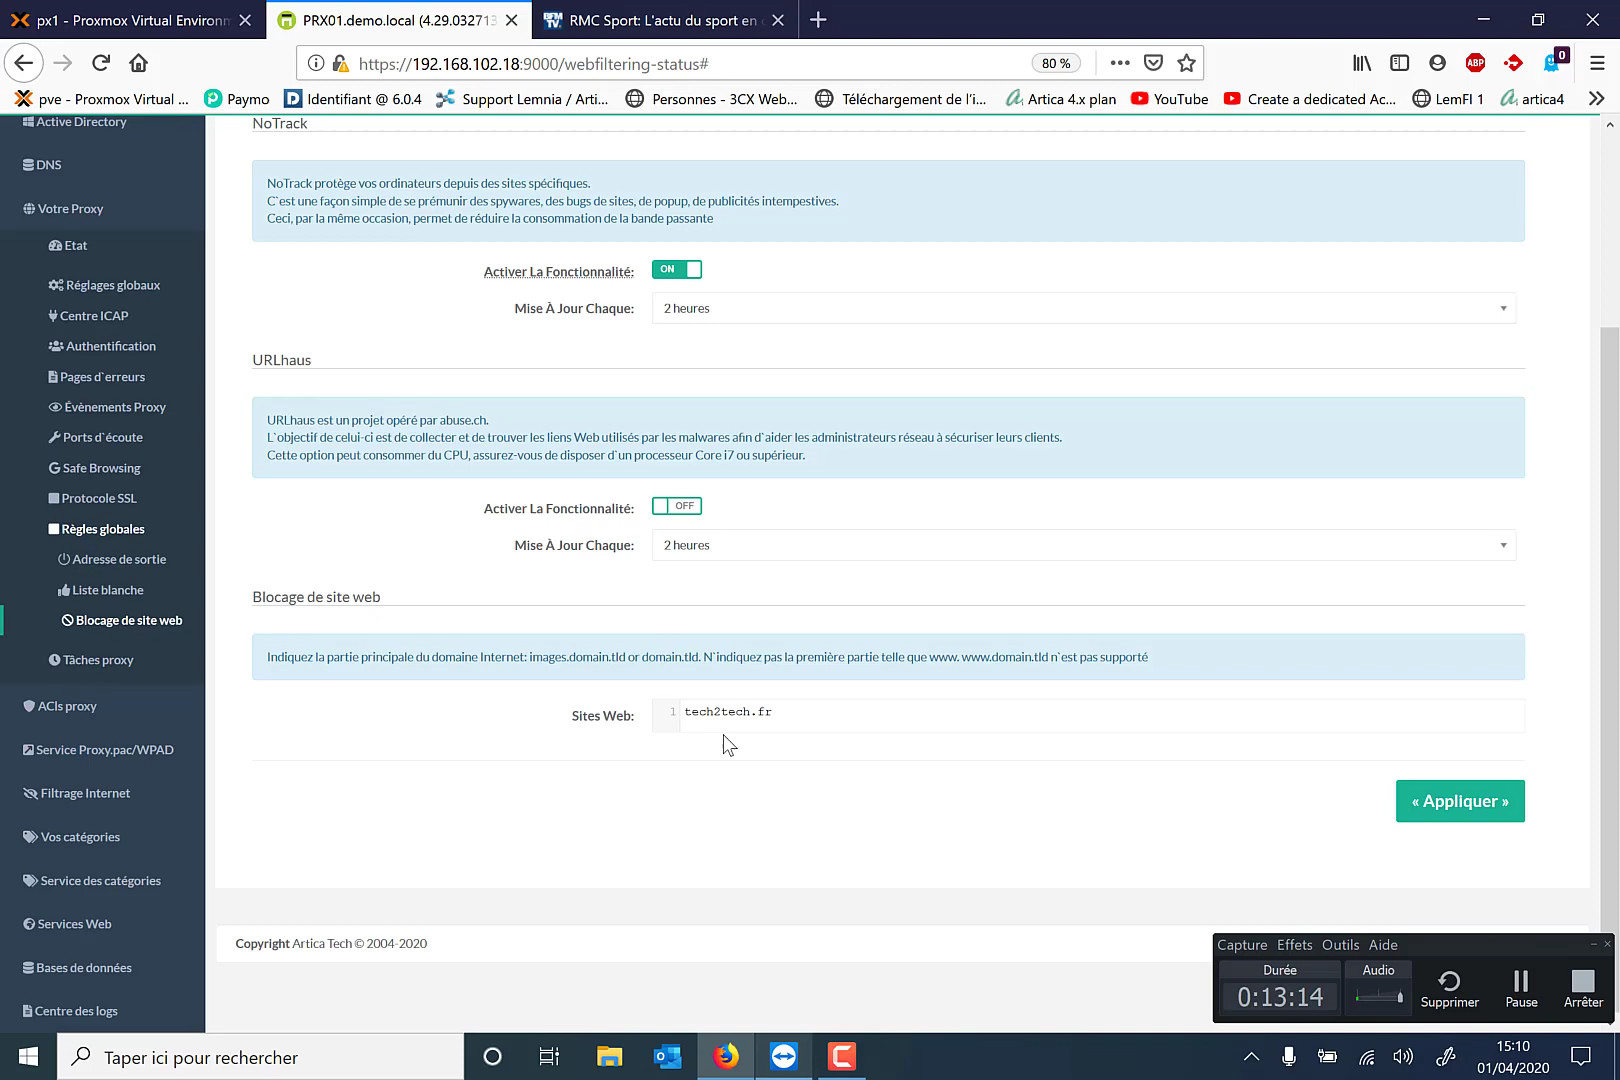 px1 - Proxmox Virtual Environm
PRX01.demo.local (4.29.032713
RMC Sport: L'actu du sport en c
https://192.168.102.18:9000/webfiltering-status#
80 %
ABP
0
pve - Proxmox Virtual ...
Paymo
Identifiant @ 6.0.4
Support Lemnia / Arti...
Personnes - 3CX Web...
Téléchargement de l'i...
Artica 4.x plan
YouTube
Create a dedicated Ac...
LemFI 1
artica4
Active Directory
DNS
Votre Proxy
Etat
Réglages globaux
Centre ICAP
Authentification
Pages d`erreurs
Évènements Proxy
Ports d`écoute
Safe Browsing
Protocole SSL
Règles globales
Adresse de sortie
Liste blanche
Blocage de site web
Tâches proxy
ACls proxy
Service Proxy.pac/WPAD
Filtrage Internet
Vos catégories
Service des catégories
Services Web
Bases de données
Centre des logs
NoTrack
NoTrack protège vos ordinateurs depuis des sites spécifiques.
C`est une façon simple de se prémunir des spywares, des bugs de sites, de popup, de publicités intempestives.
Ceci, par la même occasion, permet de réduire la consommation de la bande passante
Activer La Fonctionnalité: ON
Mise À Jour Chaque: 2 heures
URLhaus
URLhaus est un projet opéré par abuse.ch.
L`objectif de celui-ci est de collecter et de trouver les liens Web utilisés par les malwares afin d`aider les administrateurs réseau à sécuriser leurs clients.
Cette option peut consommer du CPU, assurez-vous de disposer d`un processeur Core i7 ou supérieur.
Activer La Fonctionnalité: OFF
Mise À Jour Chaque: 2 heures
Blocage de site web
Indiquez la partie principale du domaine Internet: images.domain.tld or domain.tld. N`indiquez pas la première partie telle que www. www.domain.tld n`est pas supporté
Sites Web: 1 tech2tech.fr
« Appliquer »
Copyright Artica Tech © 2004-2020
Capture Effets Outils Aide
Durée
0:13:14
Audio
Supprimer
Pause
Arrêter
Taper ici pour rechercher
15:10
01/04/2020